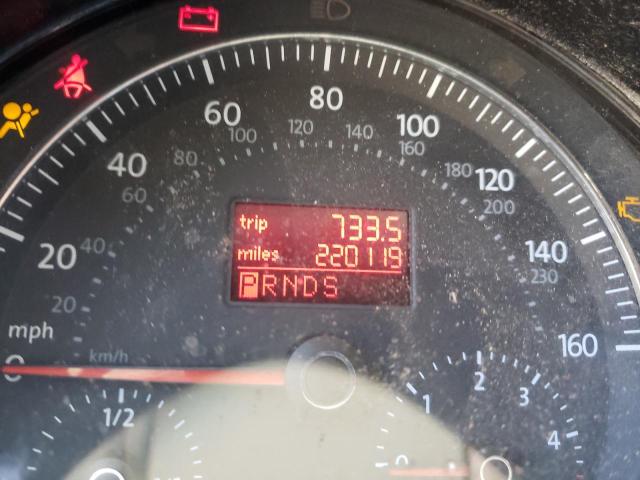 60 80 100
100 120 140 160
40 80 180 120
60 200
trip 733.5
20 40 miles 220119 140
PRNDS 230
20
mph km/h 160
1/2 1 2 3
4